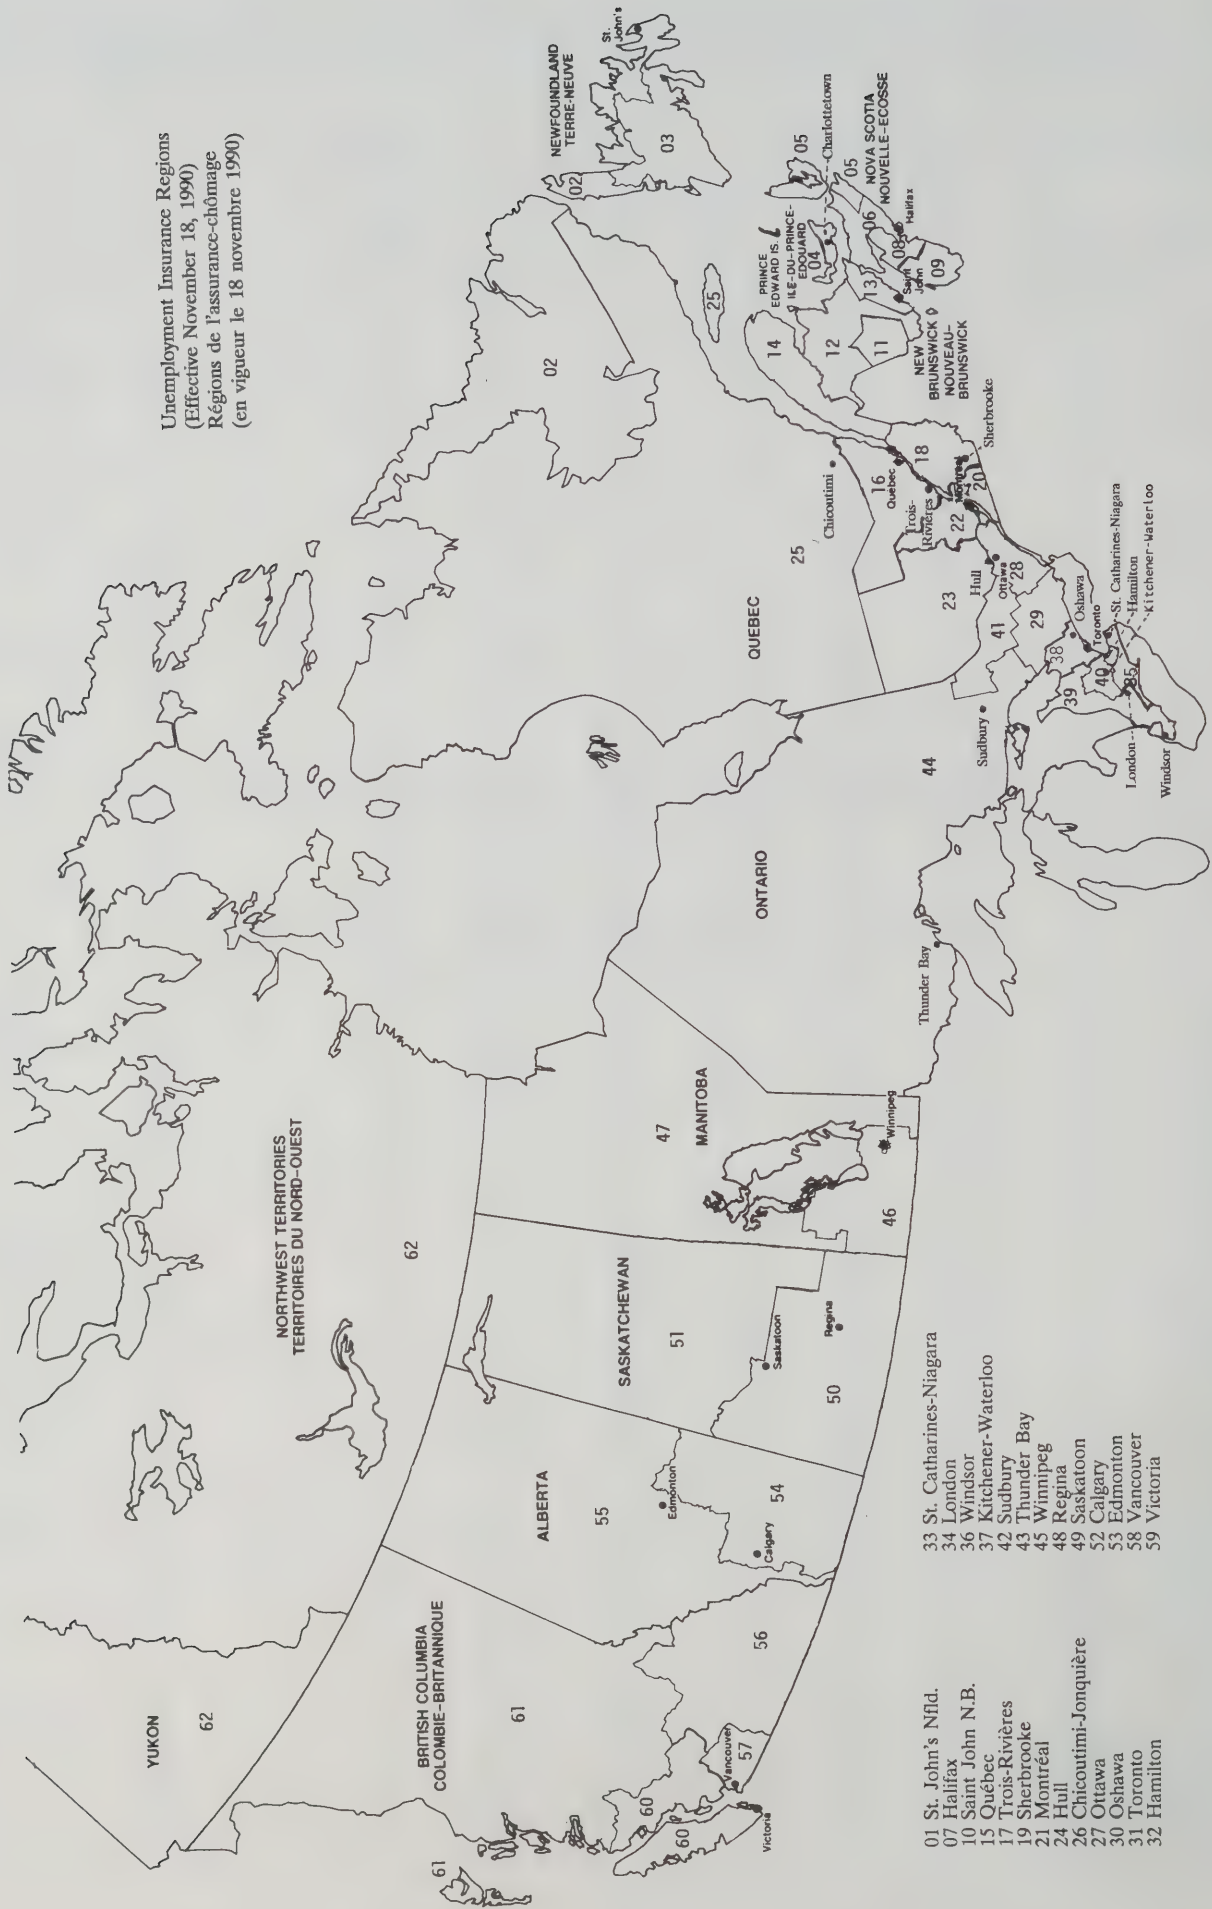 Unemployment Insurance Regions
(Effective November 18, 1990)
Régions de l'assurance-chômage
(en vigueur le 18 novembre 1990)
YUKON
62
NORTHWEST TERRITORIES
TERRITOIRES DU NORD-OUEST
62
BRITISH COLUMBIA
COLOMBIE-BRITANNIQUE
61
61
60
60
Vancouver
57
Victoria
56
ALBERTA
55
Edmonton
54
Calgary
SASKATCHEWAN
51
Saskatoon
Regina
50
47
MANITOBA
Winnipeg
46
ONTARIO
Thunder Bay
44
Sudbury
41
29
28
Ottawa
38
39
40
35
Oshawa
Toronto
St. Catharines-Niagara
Hamilton
Kitchener-Waterloo
London
Windsor
QUEBEC
25
25
Chicoutimi
16
Québec
Trois-
Rivières
18
22
Montréal
20
Sherbrooke
23
Hull
14
NEWFOUNDLAND
TERRE-NEUVE
02
02
03
St.
John's
PRINCE
EDWARD IS.
ILE-DU-PRINCE-
EDOUARD
04
Charlottetown
05
05
NOVA SCOTIA
NOUVELLE-ECOSSE
06
Halifax
08
09
13
Saint
John
12
11
NEW
BRUNSWICK
NOUVEAU-
BRUNSWICK
01 St. John's Nfld.
07 Halifax
10 Saint John N.B.
15 Québec
17 Trois-Rivières
19 Sherbrooke
21 Montréal
24 Hull
26 Chicoutimi-Jonquière
27 Ottawa
30 Oshawa
31 Toronto
32 Hamilton
33 St. Catharines-Niagara
34 London
36 Windsor
37 Kitchener-Waterloo
42 Sudbury
43 Thunder Bay
45 Winnipeg
48 Regina
49 Saskatoon
52 Calgary
53 Edmonton
58 Vancouver
59 Victoria